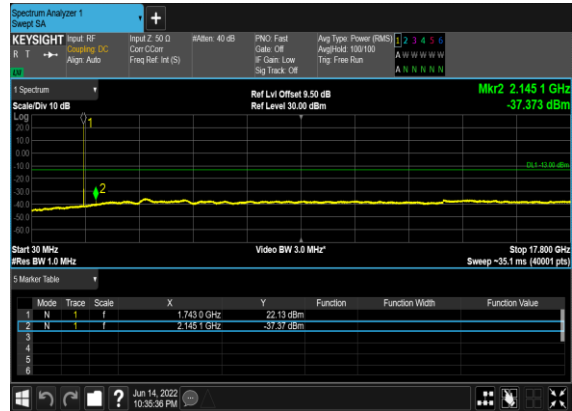 Spectrum Analyzer 1
Swept SA
+
KEYSIGHT Input: RF Input Z: 50 Ω #Atten: 40 dB PNO: Fast Avg Type: Power (RMS) 1 2 3 4 5 6
R T Coupling: DC Corr CCorr Gate: Off Avg|Hold: 100/100 A W W W W W
Align: Auto Freq Ref: Int (S) IF Gain: Low Trig: Free Run
Sig Track: Off A N N N N N
1 Spectrum Ref Lvl Offset 9.50 dB Mkr2 2.145 1 GHz
Scale/Div 10 dB Ref Level 30.00 dBm -37.373 dBm
Log
20.0
10.0
0.00
-10.0
-20.0
-30.0
-40.0
-50.0
-60.0
1
2
DL1 -13.00 dBm
Start 30 MHz Video BW 3.0 MHz* Stop 17.800 GHz
#Res BW 1.0 MHz Sweep ~35.1 ms (40001 pts)
5 Marker Table
Mode Trace Scale X Y Function Function Width Function Value
1 N 1 f 1.743 0 GHz 22.13 dBm
2 N 1 f 2.145 1 GHz -37.37 dBm
3
4
5
6
? Jun 14, 2022
10:35:36 PM